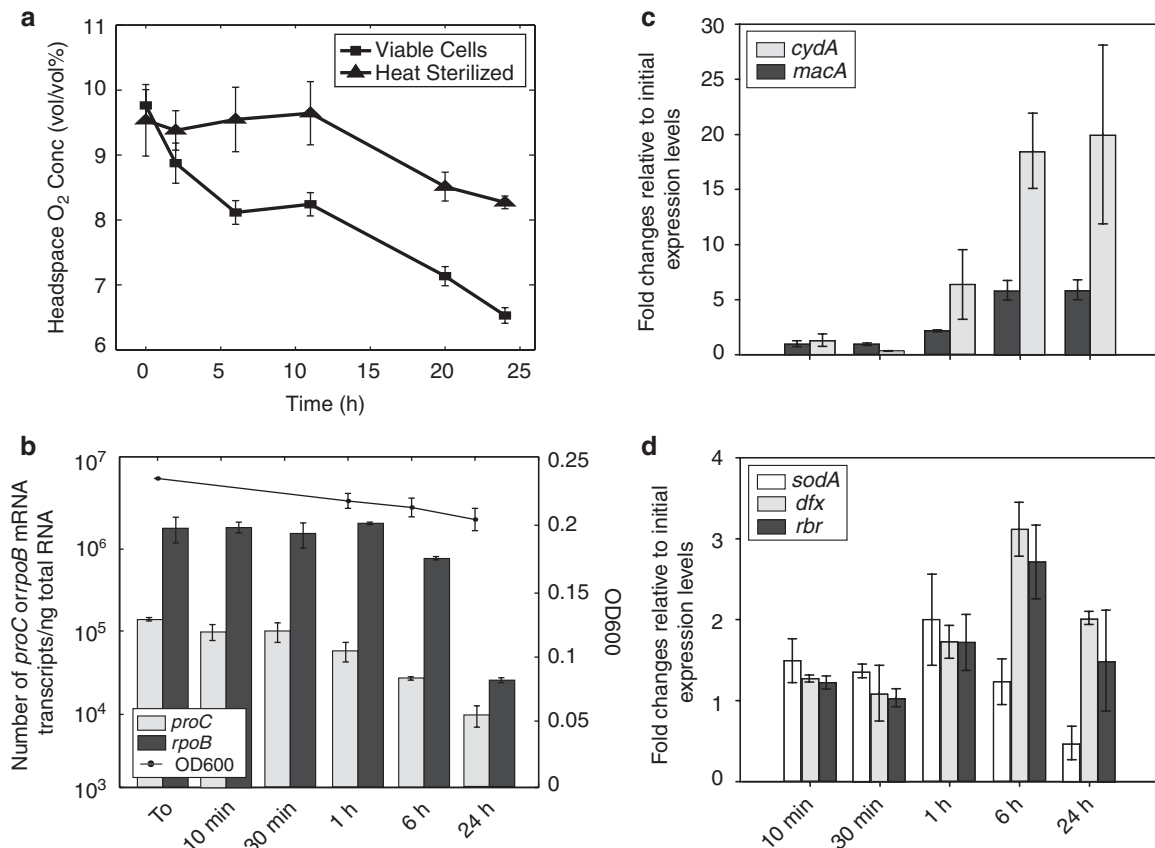 a
11
10
9
8
7
6
Headspace O2 Conc (vol/vol%)
Viable Cells
Heat Sterilized
0
5
10
15
20
25
Time (h)
b
10^7
10^6
10^5
10^4
10^3
Number of proC orrpoB mRNA
transcripts/ng total RNA
proC
rpoB
OD600
0.25
0.2
0.15
0.1
0.05
0
OD600
To
10 min
30 min
1 h
6 h
24 h
c
30
25
20
15
10
5
0
Fold changes relative to initial
expression levels
cydA
macA
d
4
3
2
1
0
Fold changes relative to initial
expression levels
sodA
dfx
rbr
10 min
30 min
1 h
6 h
24 h